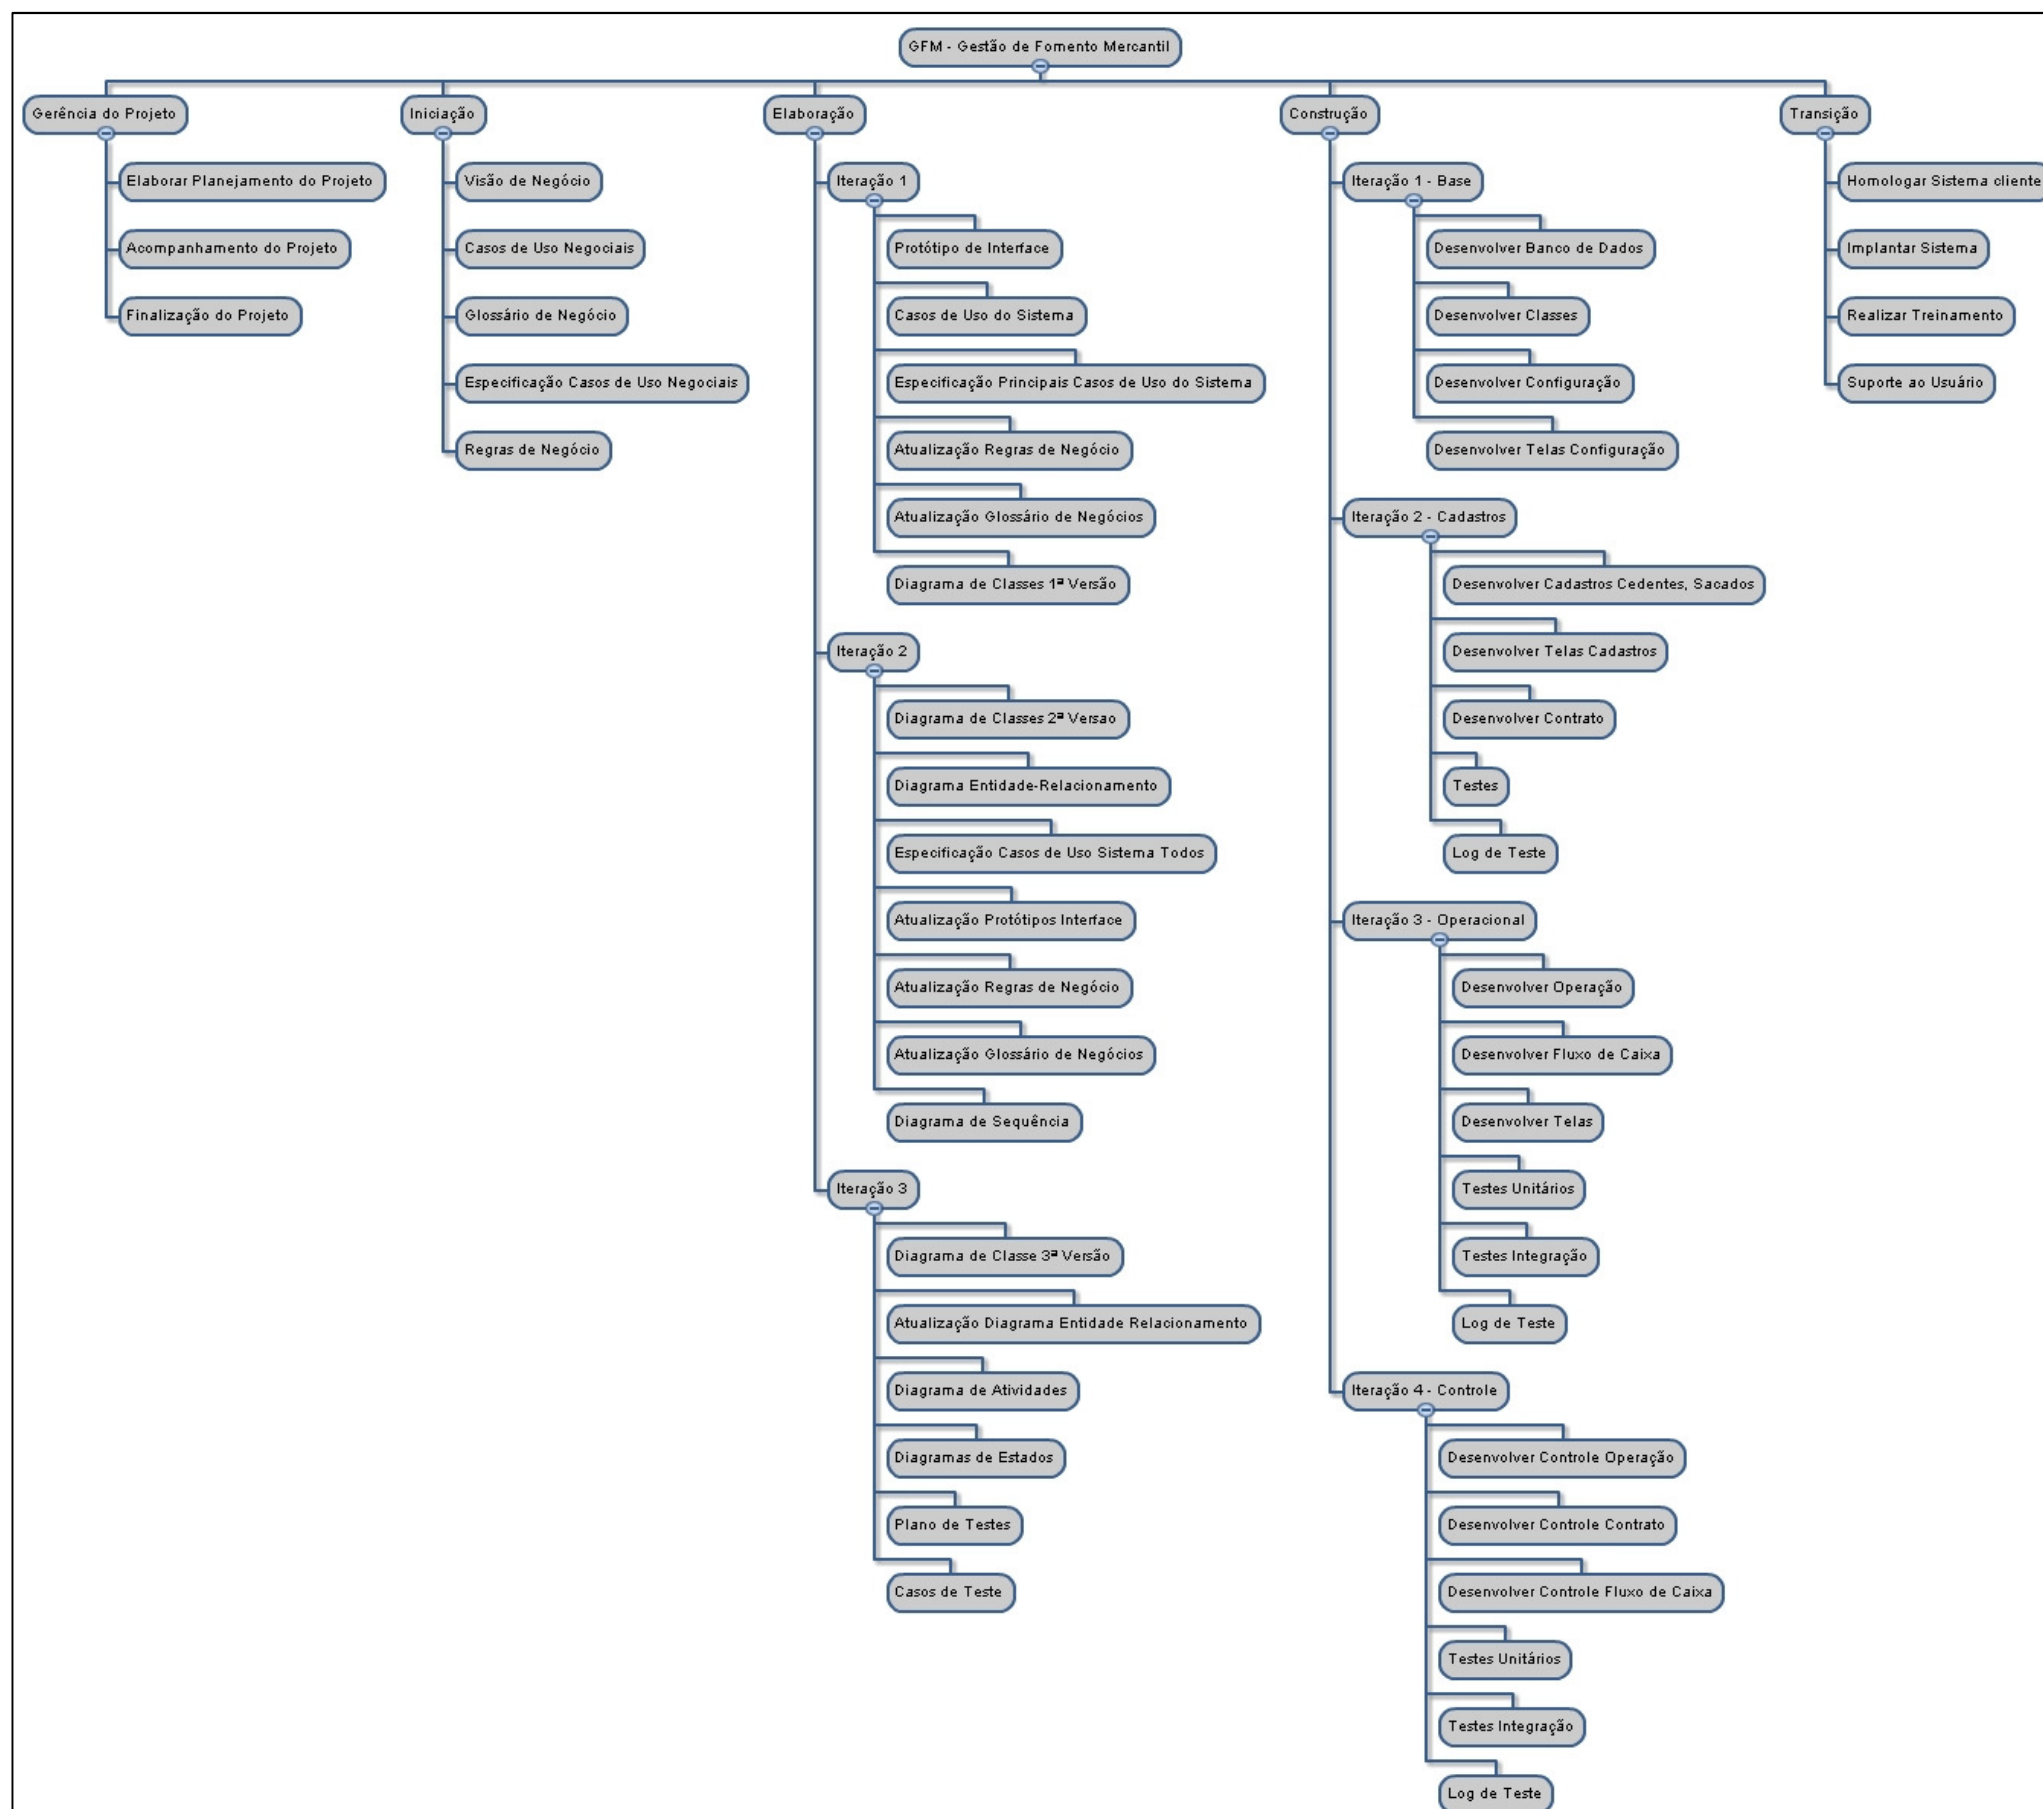 GFM - Gestão de Fomento Mercantil
Gerência do Projeto
Elaborar Planejamento do Projeto
Acompanhamento do Projeto
Finalização do Projeto
Iniciação
Visão de Negócio
Casos de Uso Negociais
Glossário de Negócio
Especificação Casos de Uso Negociais
Regras de Negócio
Elaboração
Iteração 1
Protótipo de Interface
Casos de Uso do Sistema
Especificação Principais Casos de Uso do Sistema
Atualização Regras de Negócio
Atualização Glossário de Negócios
Diagrama de Classes 1ª Versão
Iteração 2
Diagrama de Classes 2ª Versao
Diagrama Entidade-Relacionamento
Especificação Casos de Uso Sistema Todos
Atualização Protótipos Interface
Atualização Regras de Negócio
Atualização Glossário de Negócios
Diagrama de Sequência
Iteração 3
Diagrama de Classe 3ª Versão
Atualização Diagrama Entidade Relacionamento
Diagrama de Atividades
Diagramas de Estados
Plano de Testes
Casos de Teste
Construção
Iteração 1 - Base
Desenvolver Banco de Dados
Desenvolver Classes
Desenvolver Configuração
Desenvolver Telas Configuração
Iteração 2 - Cadastros
Desenvolver Cadastros Cedentes, Sacados
Desenvolver Telas Cadastros
Desenvolver Contrato
Testes
Log de Teste
Iteração 3 - Operacional
Desenvolver Operação
Desenvolver Fluxo de Caixa
Desenvolver Telas
Testes Unitários
Testes Integração
Log de Teste
Iteração 4 - Controle
Desenvolver Controle Operação
Desenvolver Controle Contrato
Desenvolver Controle Fluxo de Caixa
Testes Unitários
Testes Integração
Log de Teste
Transição
Homologar Sistema cliente
Implantar Sistema
Realizar Treinamento
Suporte ao Usuário